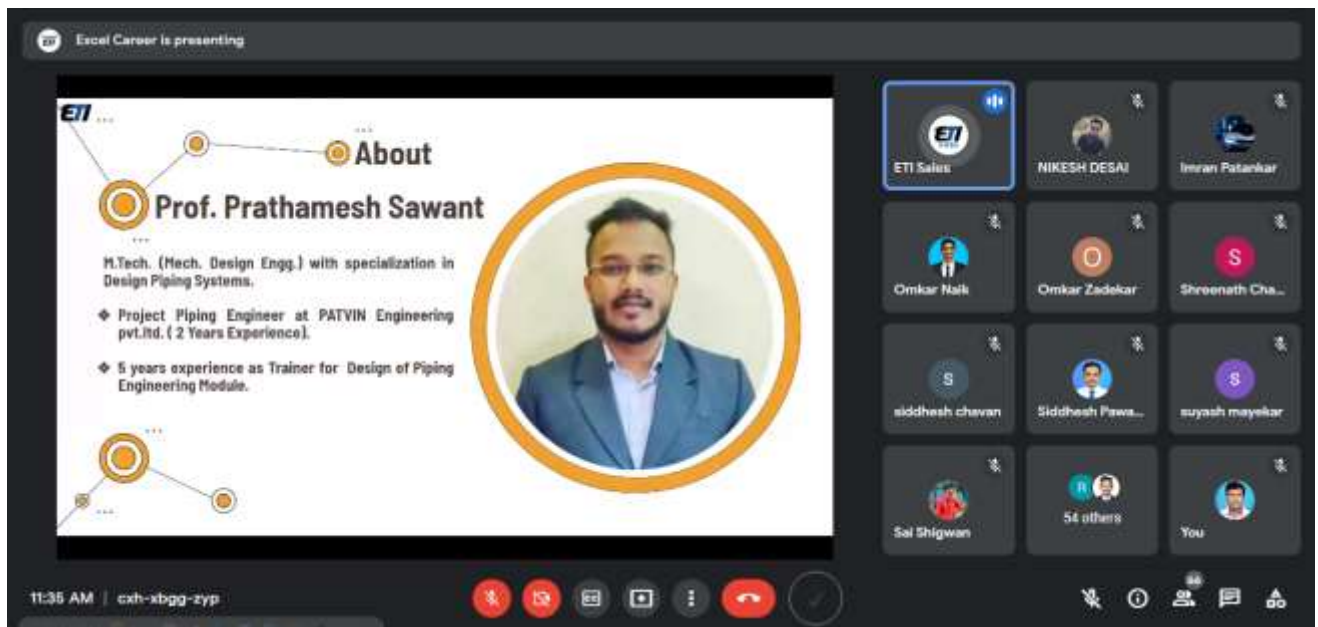 Excel Career is presenting
ETI
About
Prof. Prathamesh Sawant
M.Tech. (Mech. Design Engg.) with specialization in
Design Piping Systems.
❖ Project Piping Engineer at PATVIN Engineering
pvt.ltd. ( 2 Years Experience).
❖ 5 years experience as Trainer for Design of Piping
Engineering Module.
ETI
ETI Sales
NIKESH DESAI
Imran Patankar
Omkar Naik
O
Omkar Zadekar
S
Shreenath Cha...
S
siddhesh chavan
Siddhesh Pawa...
S
suyash mayekar
Sai Shigwan
R
54 others
You
11:35 AM | cxh-xbgg-zyp
66